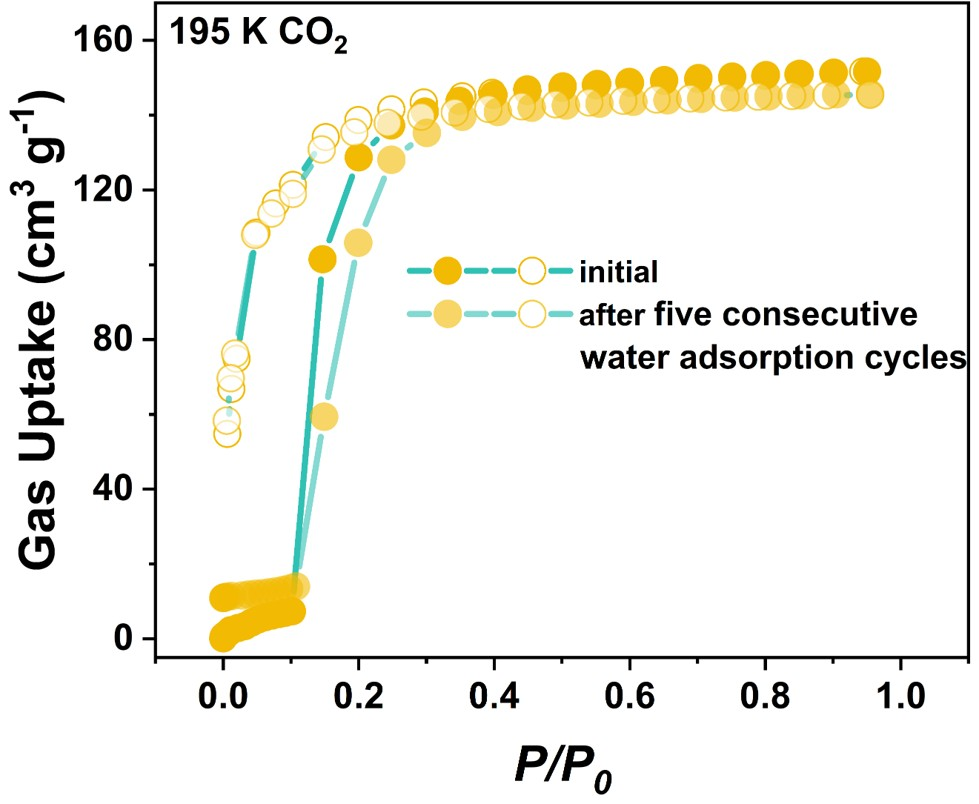 195 K CO₂
160
120
80
40
0
Gas Uptake (cm³ g⁻¹)
initial
after five consecutive
water adsorption cycles
0.0 0.2 0.4 0.6 0.8 1.0
P/P₀